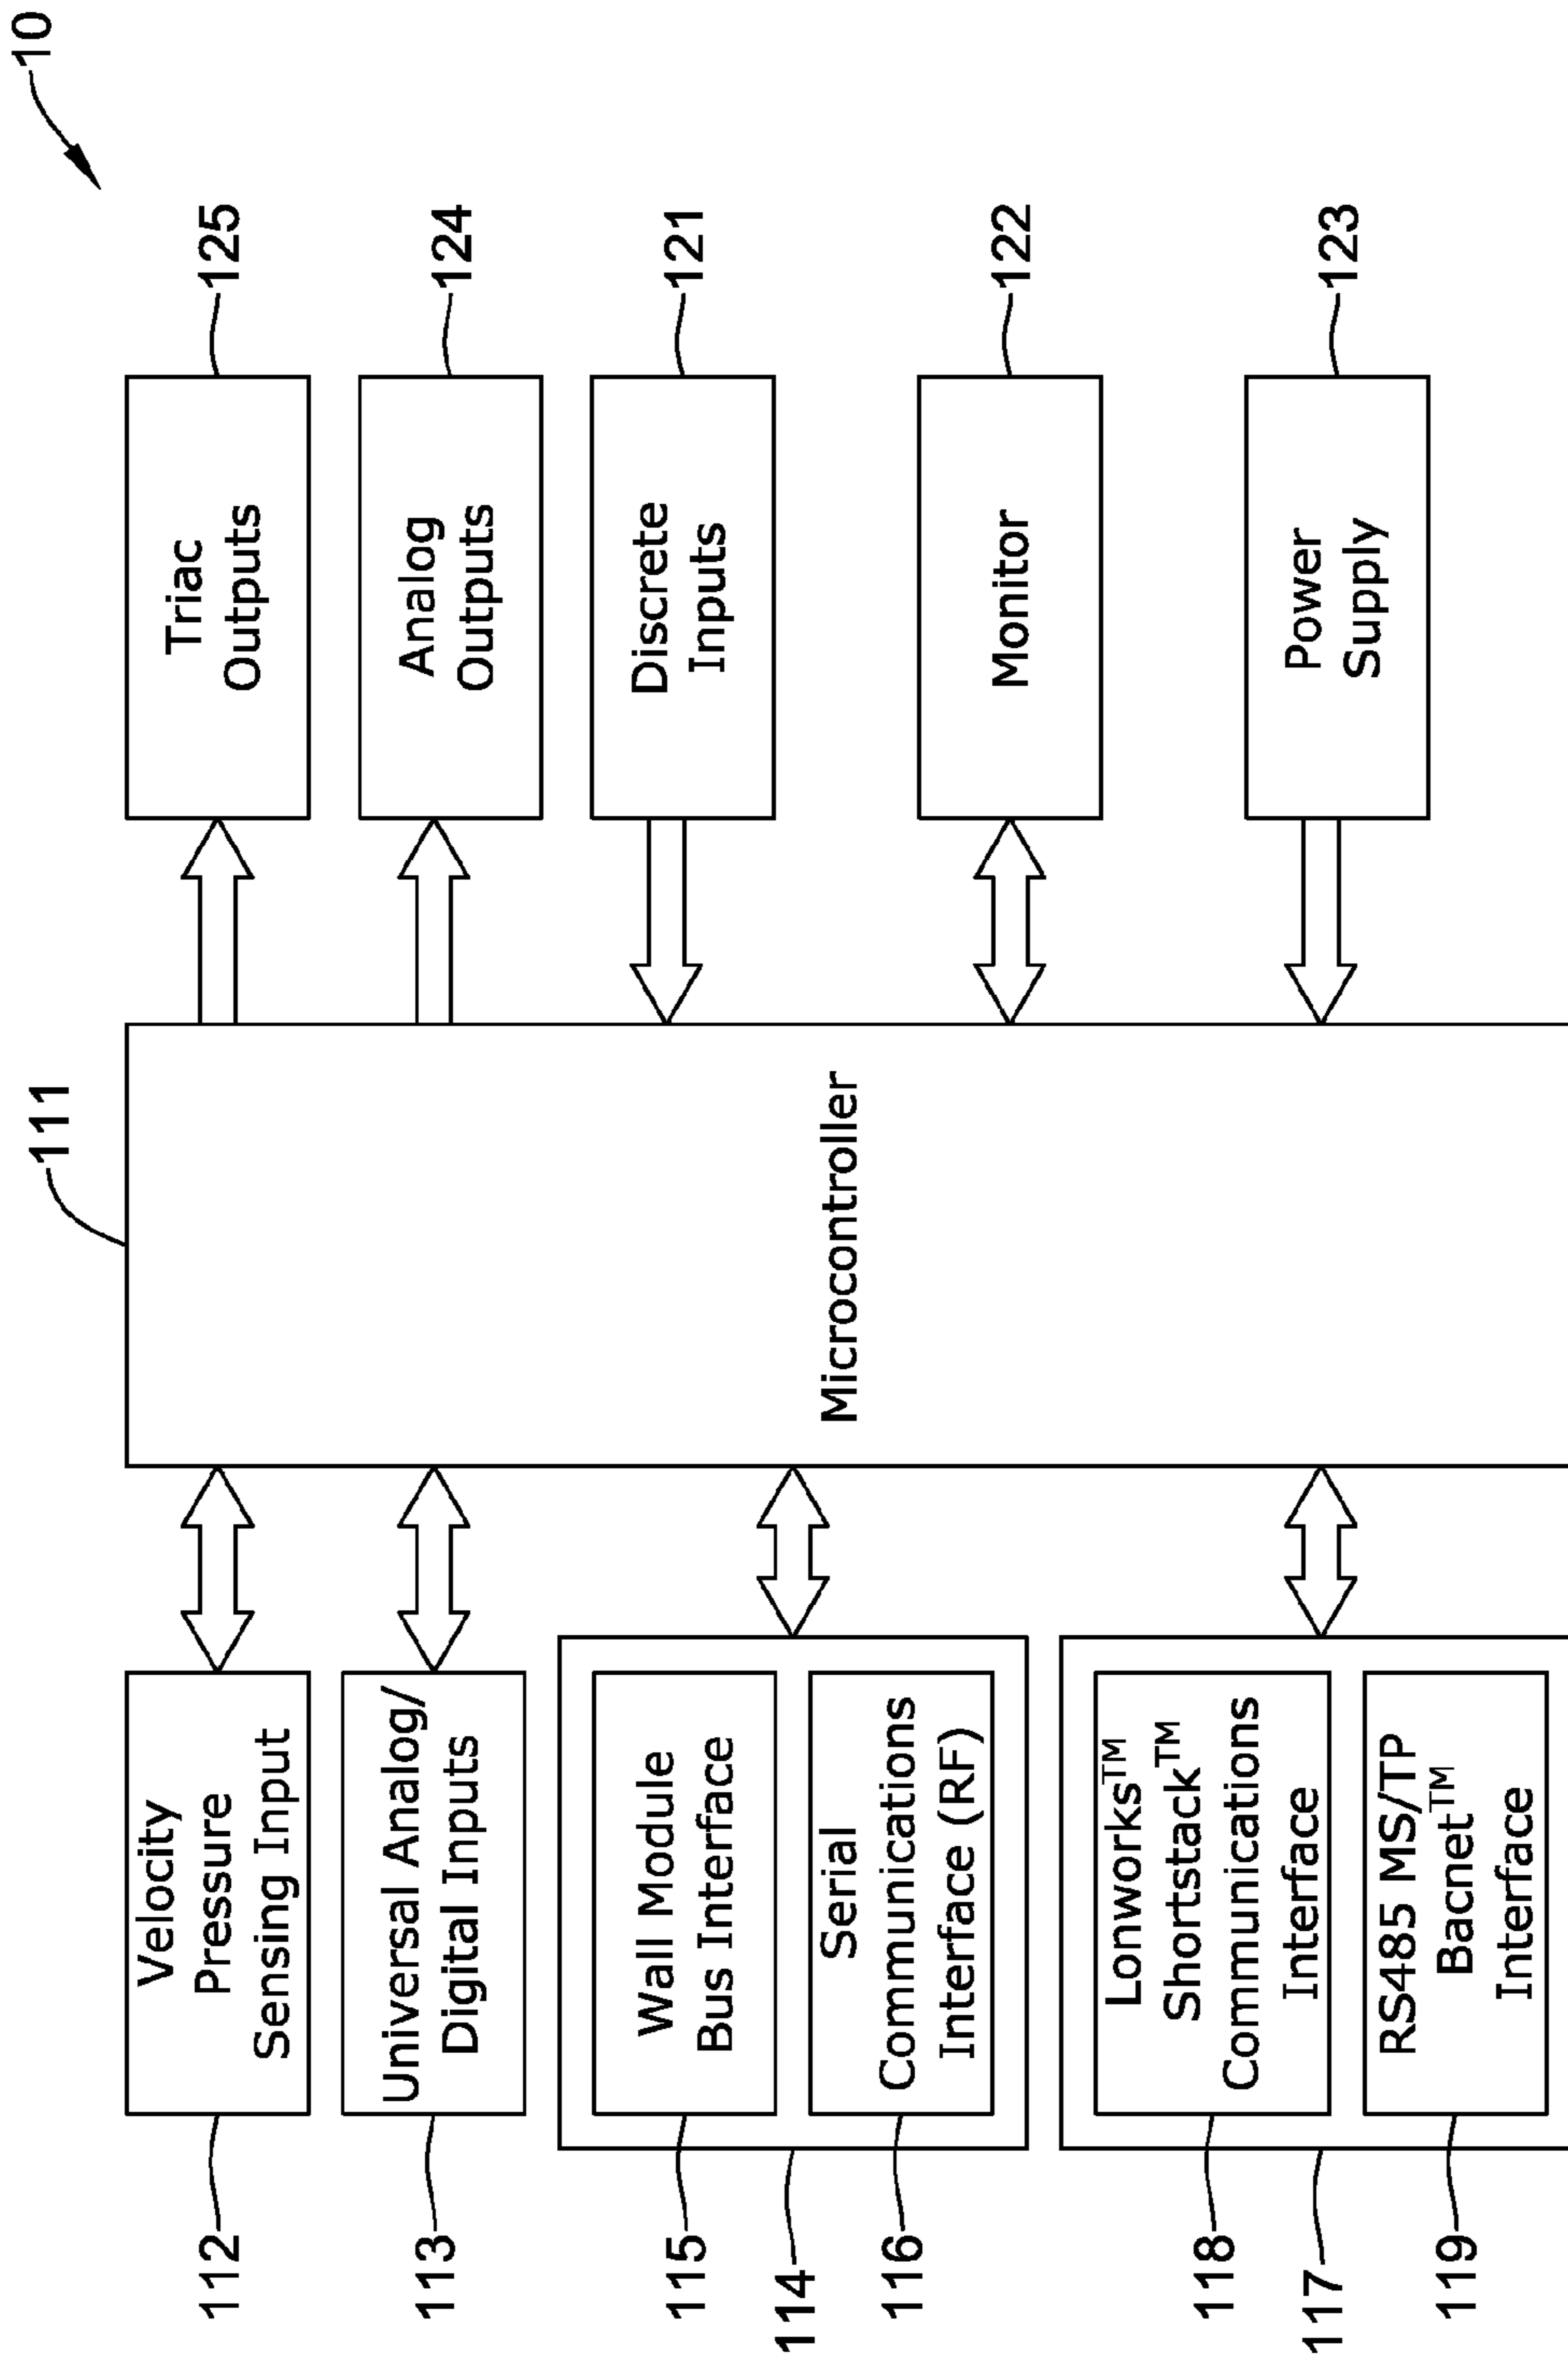 10
111
112
Velocity
Pressure
Sensing Input
113
Universal Analog/
Digital Inputs
114
115
Wall Module
Bus Interface
116
Serial
Communications
Interface (RF)
117
118
Lonworks™
Shortstack™
Communications
Interface
119
RS485 MS/TP
Bacnet™
Interface
Microcontroller
Triac
Outputs
125
Analog
Outputs
124
Discrete
Inputs
121
Monitor
122
Power
Supply
123